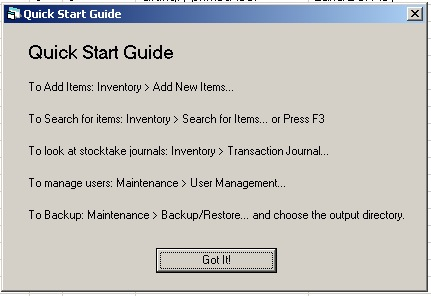 Quick Start Guide
Quick Start Guide
To Add Items: Inventory > Add New Items...
To Search for items: Inventory > Search for Items... or Press F3
To look at stocktake journals: Inventory > Transaction Journal...
To manage users: Maintenance > User Management...
To Backup: Maintenance > Backup/Restore... and choose the output directory.
Got It!